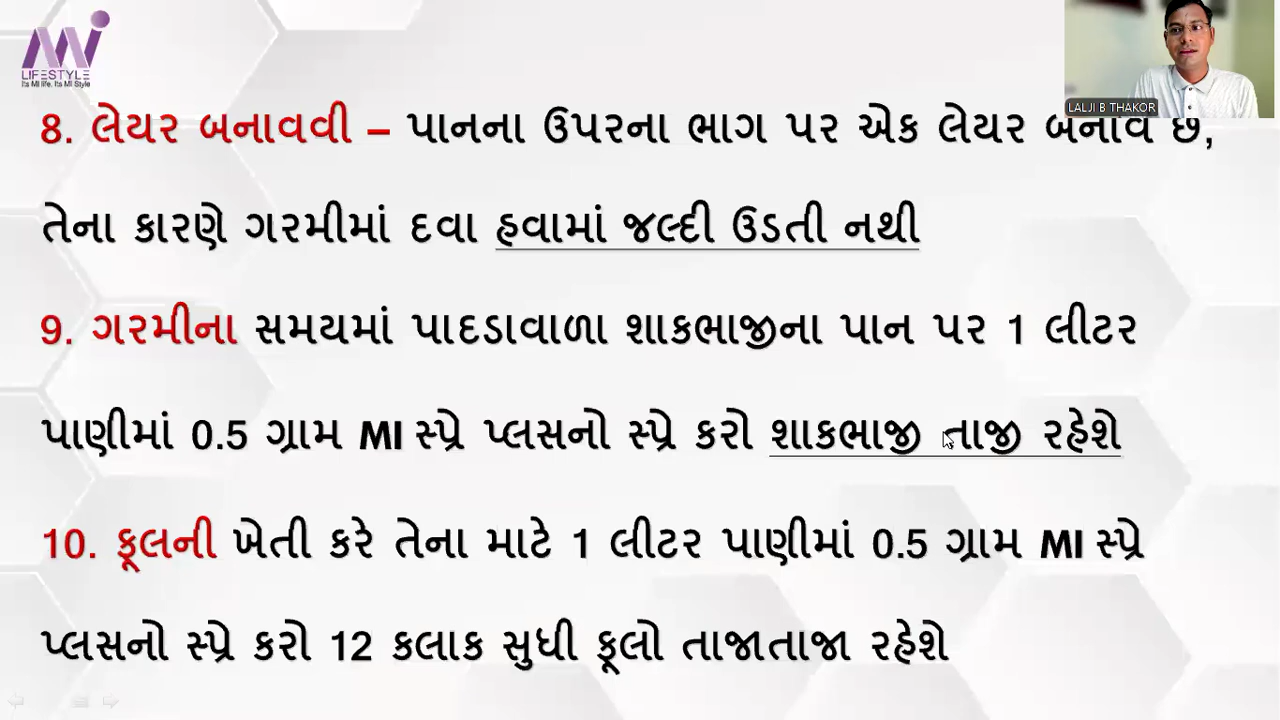 LIFESTYLE
Its MI life, Its MI Style
LALJI B THAKOR
8. લેયર બનાવવી – પાનના ઉપરના ભાગ પર એક લેયર બનાવે છે,
તેના કારણે ગરમીમાં દવા હવામાં જલ્દી ઉડતી નથી
9. ગરમીના સમયમાં પાદડાવાળા શાકભાજીના પાન પર 1 લીટર
પાણીમાં 0.5 ગ્રામ MI સ્પ્રે પ્લસનો સ્પ્રે કરો શાકભાજી તાજી રહેશે
10. ફૂલની ખેતી કરે તેના માટે 1 લીટર પાણીમાં 0.5 ગ્રામ MI સ્પ્રે
પ્લસનો સ્પ્રે કરો 12 કલાક સુધી ફૂલો તાજાતાજા રહેશે